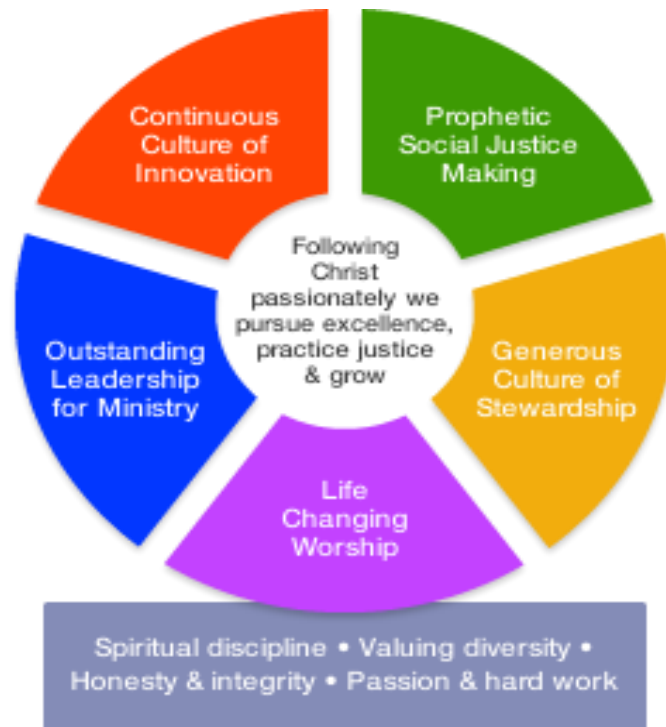 Continuous
Culture of
Innovation
Prophetic
Social Justice
Making
Following
Christ
passionately we
pursue excellence,
practice justice
& grow
Outstanding
Leadership
for Ministry
Generous
Culture of
Stewardship
Life
Changing
Worship
Spiritual discipline • Valuing diversity •
Honesty & integrity • Passion & hard work